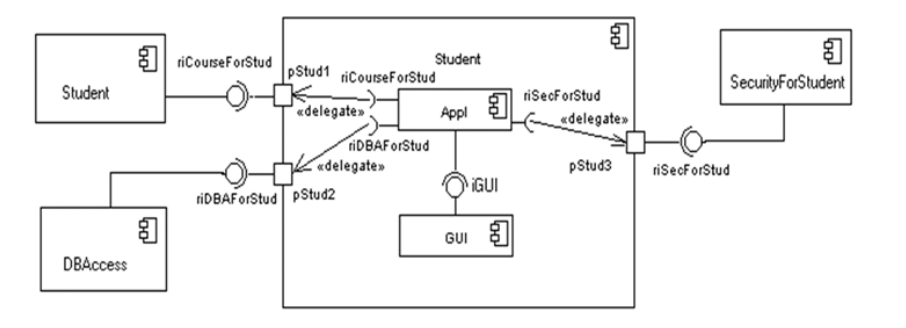 Student
riCourseForStud
pStud1
Student
riCourseForStud
«delegate»
Appl
riSecForStud
«delegate»
SecurityForStudent
riDBAForStud
«delegate»
pStud2
riDBAForStud
pStud3
riSecForStud
iGUI
GUI
DBAccess